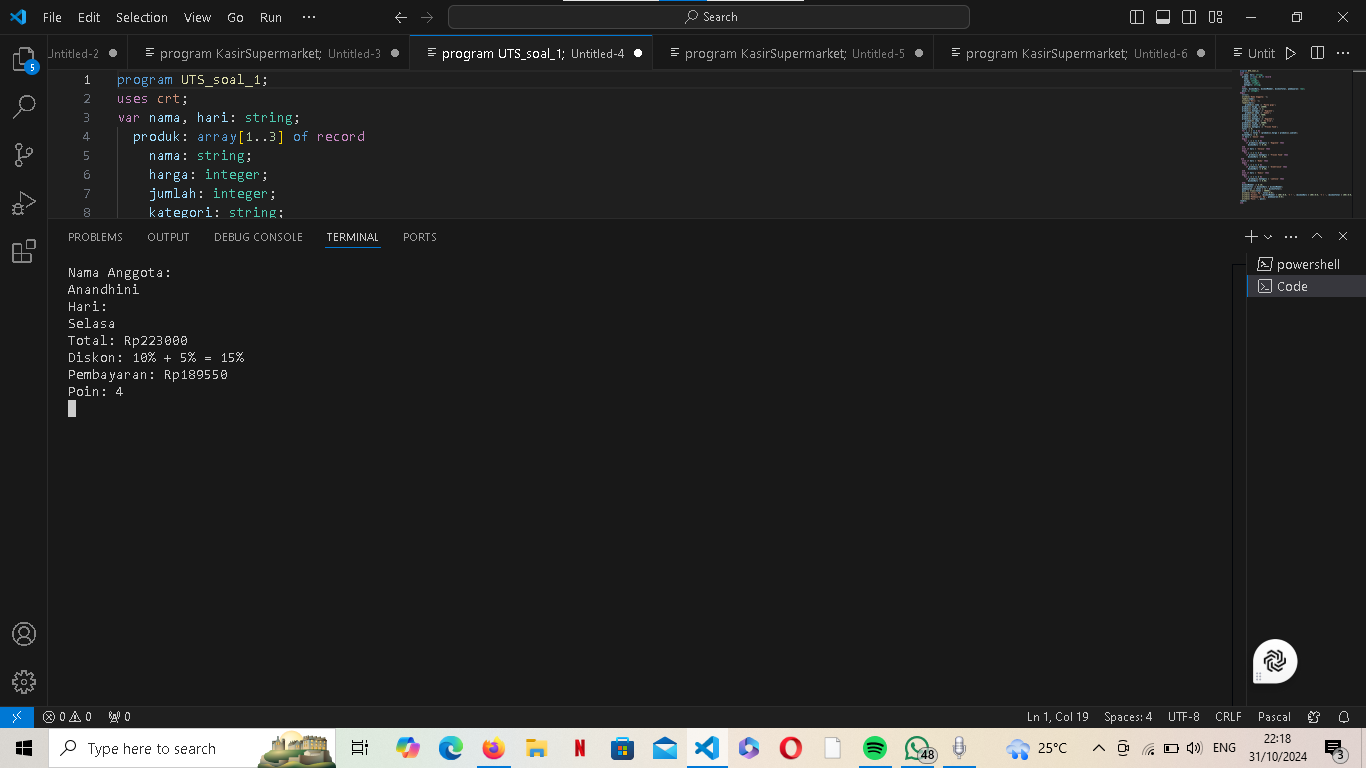 File Edit Selection View Go Run ··· Search
Untitled-2 program KasirSupermarket; Untitled-3 program UTS_soal_1; Untitled-4 program KasirSupermarket; Untitled-5 program KasirSupermarket; Untitled-6 Untit
1 program UTS_soal_1;
2 uses crt;
3 var nama, hari: string;
4 produk: array[1..3] of record
5 nama: string;
6 harga: integer;
7 jumlah: integer;
8 kategori: string;
5
PROBLEMS OUTPUT DEBUG CONSOLE TERMINAL PORTS
powershell
Code
Nama Anggota:
Anandhini
Hari:
Selasa
Total: Rp223000
Diskon: 10% + 5% = 15%
Pembayaran: Rp189550
Poin: 4
0 0 0 Ln 1, Col 19 Spaces: 4 UTF-8 CRLF Pascal
Type here to search 48 25°C ENG 22:18
31/10/2024 3